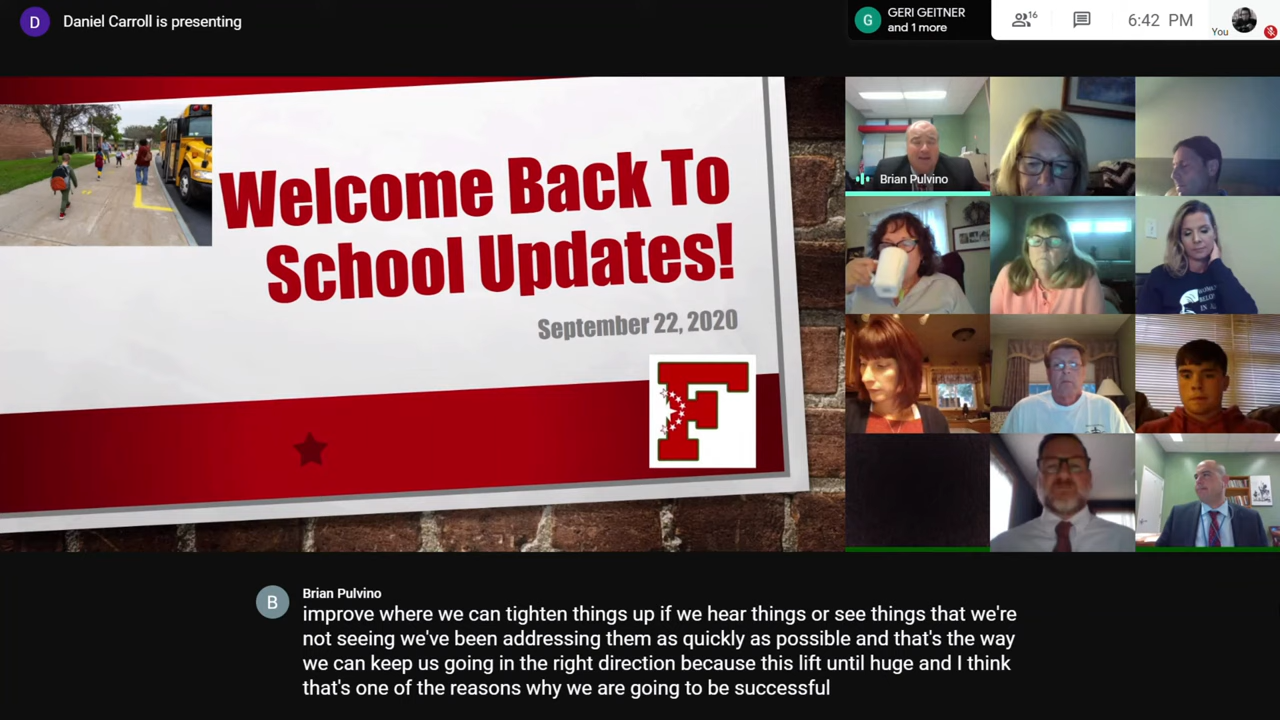 D
Daniel Carroll is presenting
G
GERI GEITNER
and 1 more
16
6:42 PM
You
Welcome Back To
School Updates!
September 22, 2020
F
Brian Pulvino
B
Brian Pulvino
improve where we can tighten things up if we hear things or see things that we're
not seeing we've been addressing them as quickly as possible and that's the way
we can keep us going in the right direction because this lift until huge and I think
that's one of the reasons why we are going to be successful